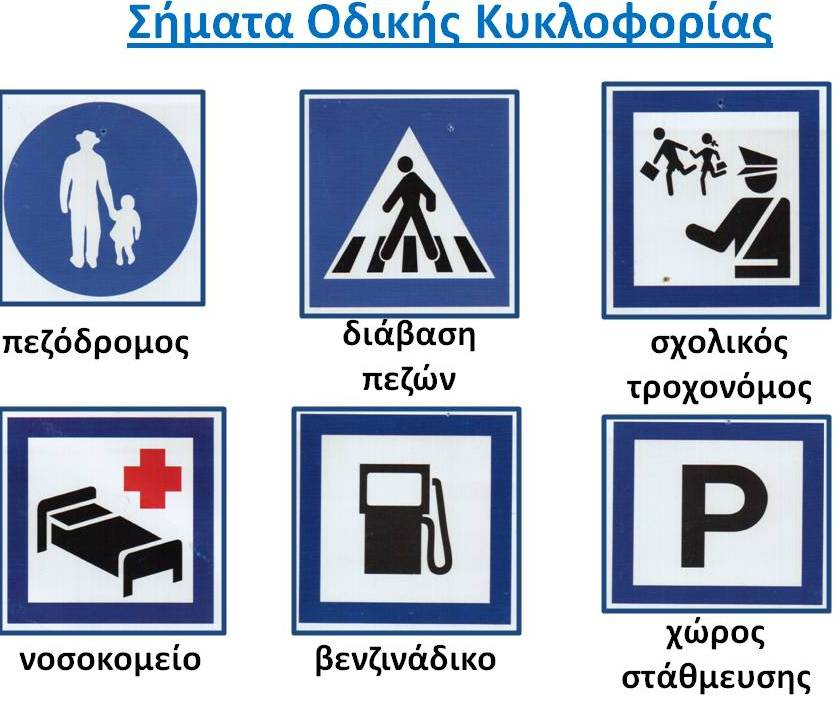 Σήματα Οδικής Κυκλοφορίας
πεζόδρομος
διάβαση
πεζών
σχολικός
τροχονόμος
P
νοσοκομείο
βενζινάδικο
χώρος
στάθμευσης